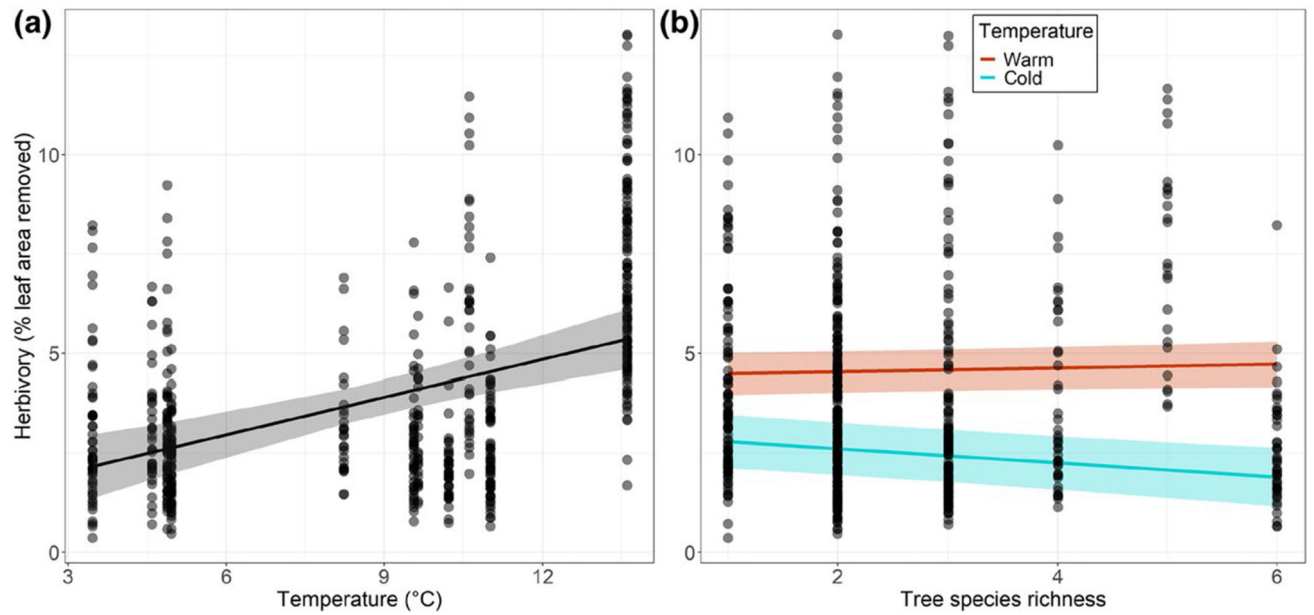 (a)
Herbivory (% leaf area removed)
10
5
0
3
6
9
12
Temperature (°C)
(b)
Temperature
Warm
Cold
10
5
0
2
4
6
Tree species richness